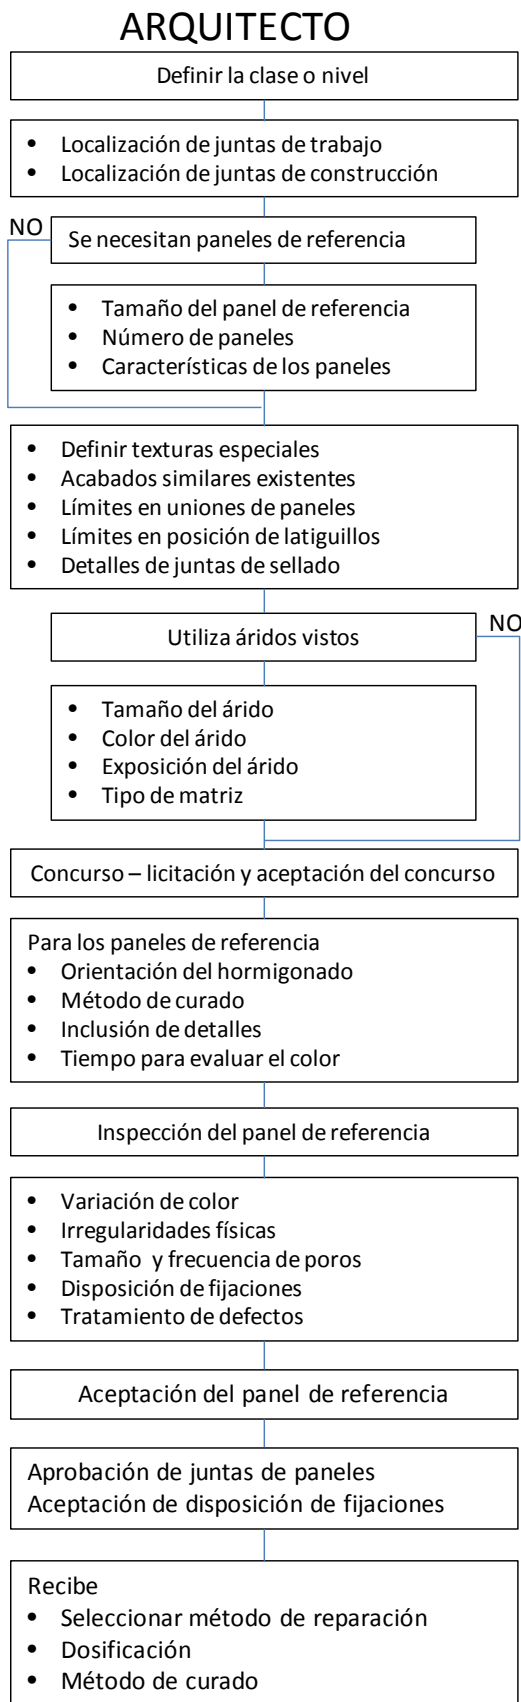 ARQUITECTO
Definir la clase o nivel
• Localización de juntas de trabajo
• Localización de juntas de construcción
NO
Se necesitan paneles de referencia
• Tamaño del panel de referencia
• Número de paneles
• Características de los paneles
• Definir texturas especiales
• Acabados similares existentes
• Límites en uniones de paneles
• Límites en posición de latiguillos
• Detalles de juntas de sellado
NO
Utiliza áridos vistos
• Tamaño del árido
• Color del árido
• Exposición del árido
• Tipo de matriz
Concurso – licitación y aceptación del concurso
Para los paneles de referencia
• Orientación del hormigonado
• Método de curado
• Inclusión de detalles
• Tiempo para evaluar el color
Inspección del panel de referencia
• Variación de color
• Irregularidades físicas
• Tamaño y frecuencia de poros
• Disposición de fijaciones
• Tratamiento de defectos
Aceptación del panel de referencia
Aprobación de juntas de paneles
Aceptación de disposición de fijaciones
Recibe
• Seleccionar método de reparación
• Dosificación
• Método de curado